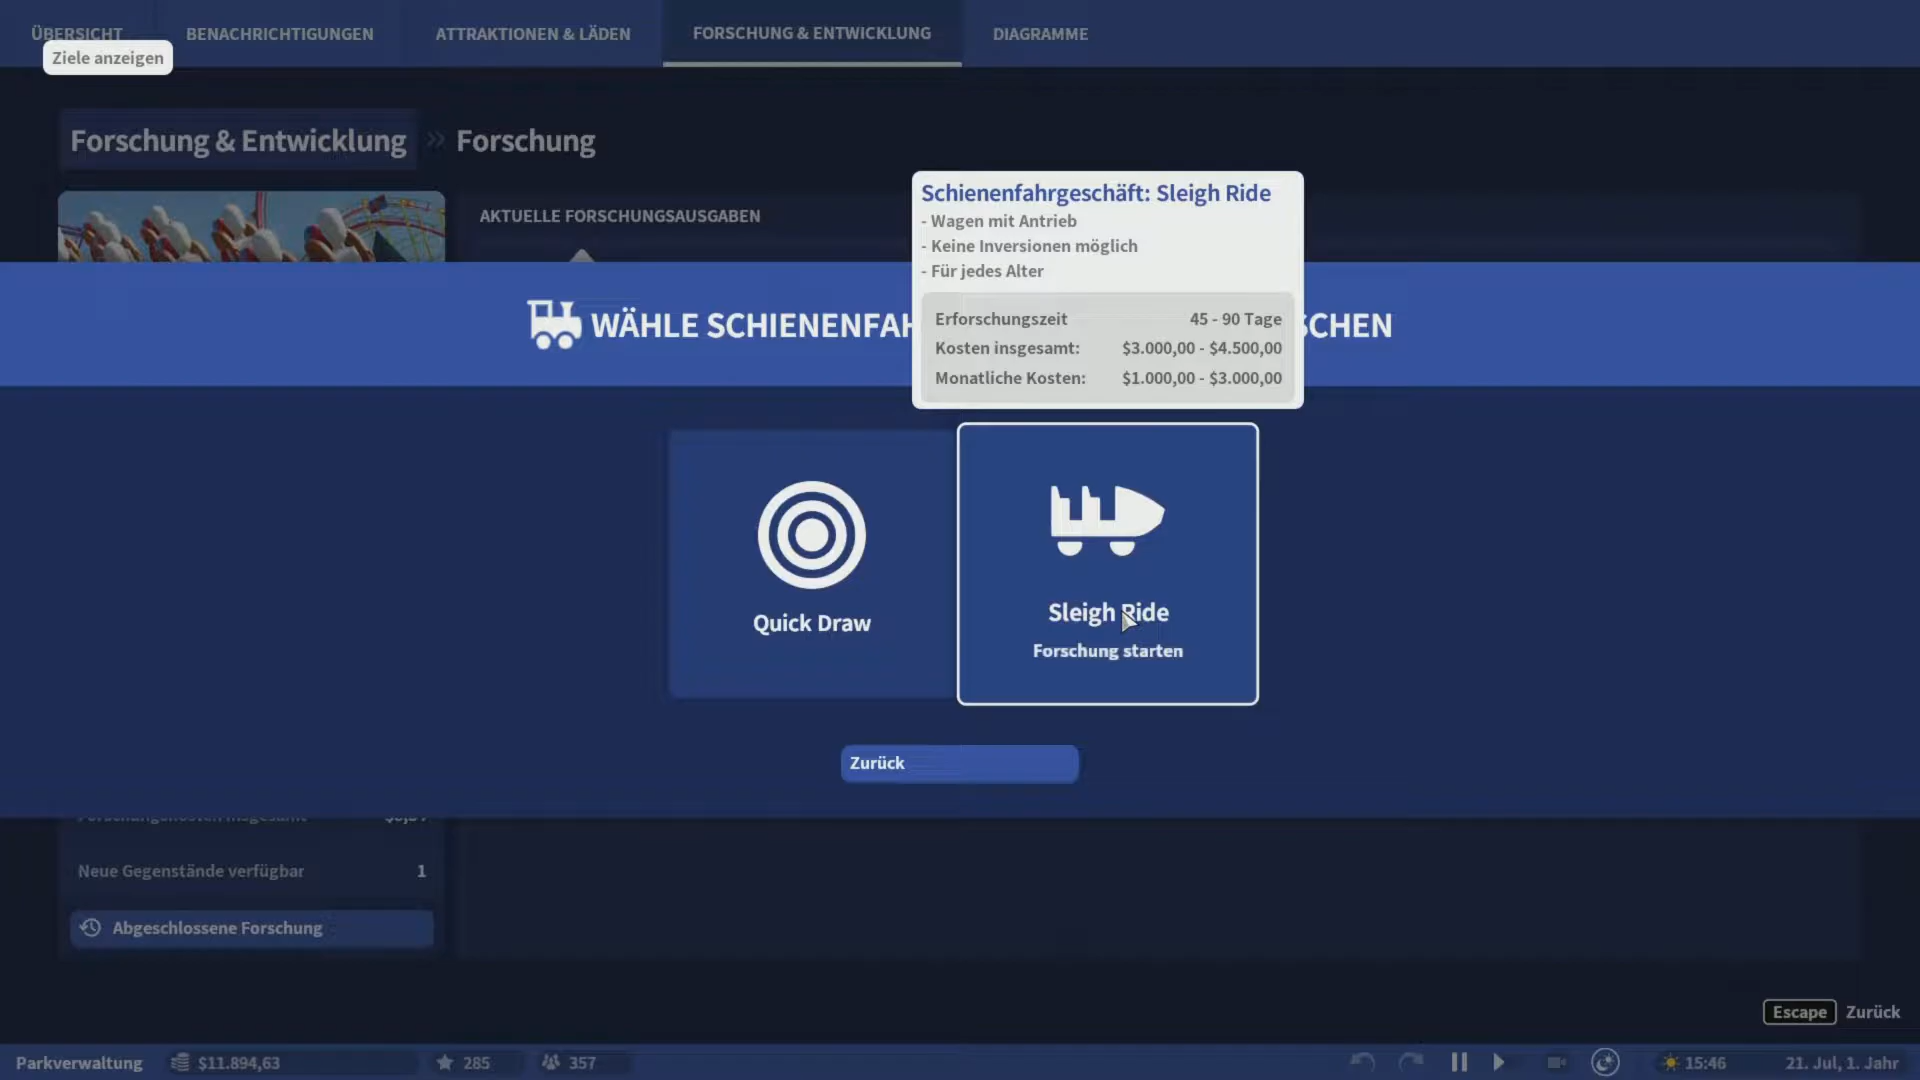 ÜBERSICHT
BENACHRICHTIGUNGEN
ATTRAKTIONEN & LÄDEN
FORSCHUNG & ENTWICKLUNG
DIAGRAMME
Ziele anzeigen
Forschung & Entwicklung » Forschung
AKTUELLE FORSCHUNGSAUSGABEN
Schienenfahrgeschäft: Sleigh Ride
- Wagen mit Antrieb
- Keine Inversionen möglich
- Für jedes Alter
Erforschungszeit 45 - 90 Tage
Kosten insgesamt: $3.000,00 - $4.500,00
Monatliche Kosten: $1.000,00 - $3.000,00
WÄHLE SCHIENENFAH
SCHEN
Quick Draw
Sleigh Ride
Forschung starten
Zurück
Forschungskosten insgesamt
Neue Gegenstände verfügbar 1
Abgeschlossene Forschung
Escape Zurück
Parkverwaltung $11.894,63 285 357 15:46 21. Jul, 1. Jahr